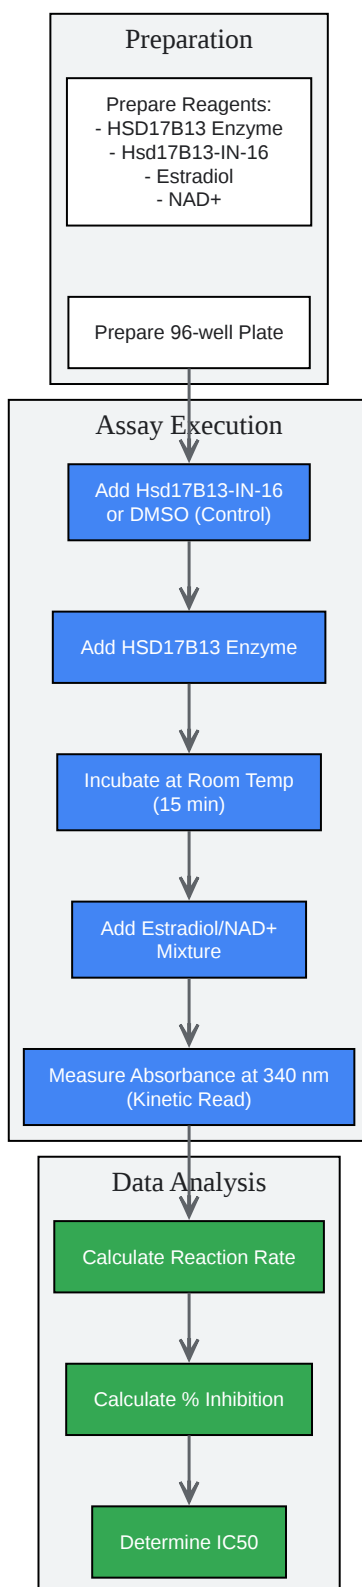 Preparation
Prepare Reagents:
- HSD17B13 Enzyme
- Hsd17B13-IN-16
- Estradiol
- NAD+
Prepare 96-well Plate
Assay Execution
Add Hsd17B13-IN-16
or DMSO (Control)
Add HSD17B13 Enzyme
Incubate at Room Temp
(15 min)
Add Estradiol/NAD+
Mixture
Measure Absorbance at 340 nm
(Kinetic Read)
Data Analysis
Calculate Reaction Rate
Calculate % Inhibition
Determine IC50